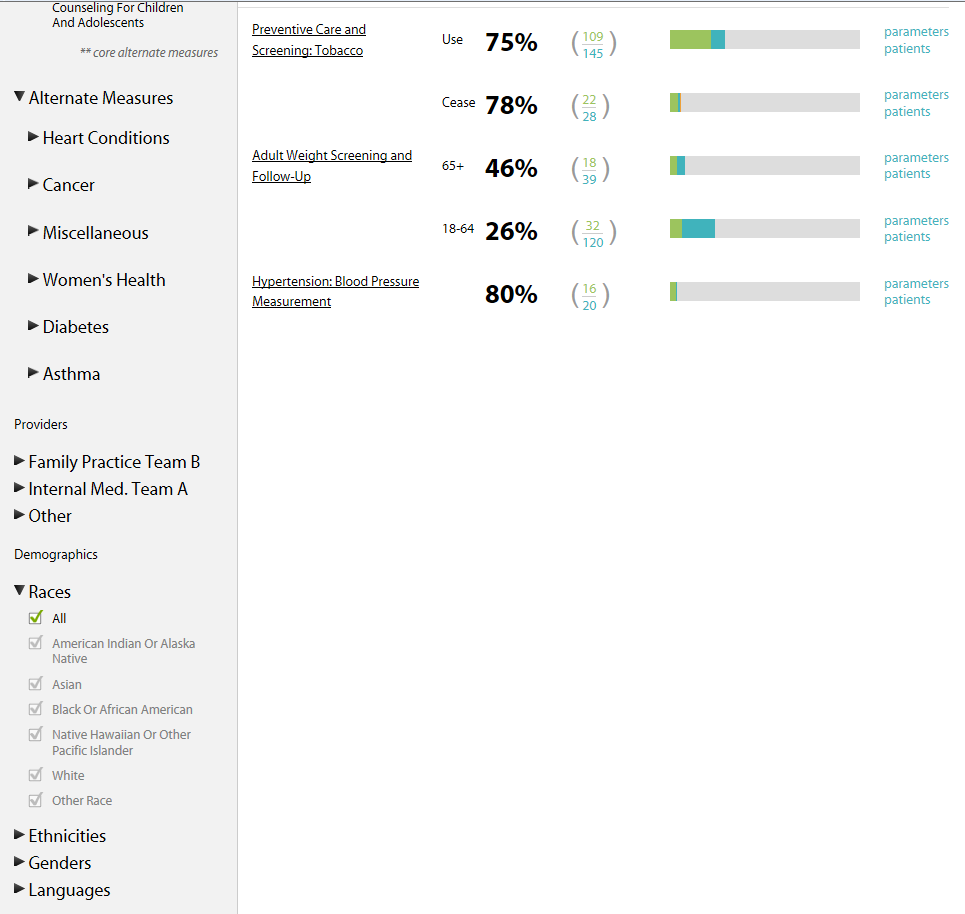 Counseling For Children
And Adolescents
** core alternate measures
Alternate Measures
Heart Conditions
Cancer
Miscellaneous
Women's Health
Diabetes
Asthma
Providers
Family Practice Team B
Internal Med. Team A
Other
Demographics
Races
All
American Indian Or Alaska
Native
Asian
Black Or African American
Native Hawaiian Or Other
Pacific Islander
White
Other Race
Ethnicities
Genders
Languages
Preventive Care and
Screening: Tobacco
Use 75% (109
145)
parameters
patients
Cease 78% (22
28)
parameters
patients
Adult Weight Screening and
Follow-Up
65+ 46% (18
39)
parameters
patients
18-64 26% (32
120)
parameters
patients
Hypertension: Blood Pressure
Measurement
80% (16
20)
parameters
patients